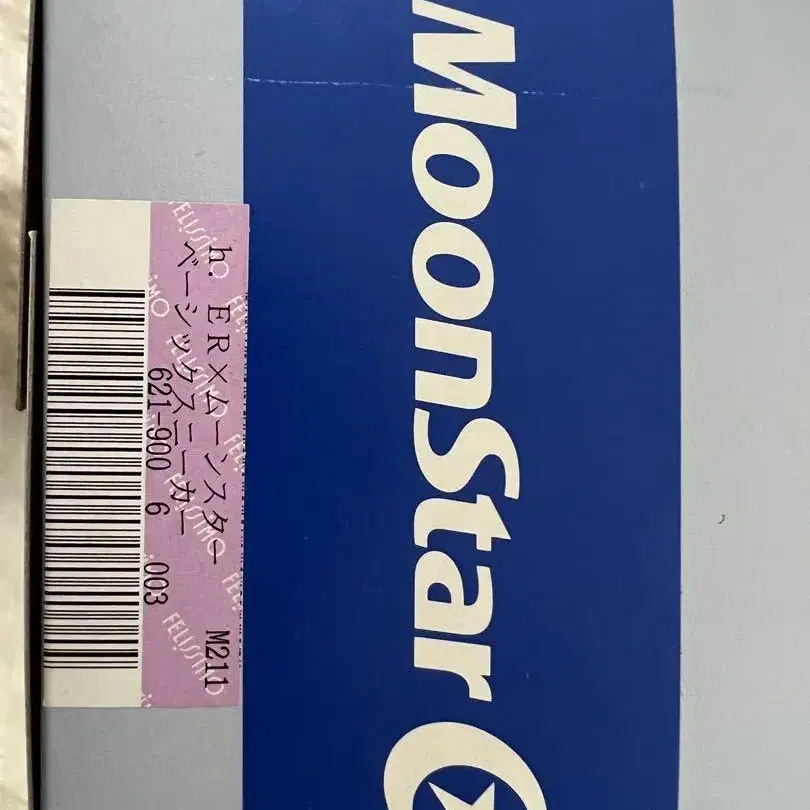 MoonStar
h. ER×ムーンスター
ベーシックスニーカー
621-900 6 003
M211
FELISSIMO